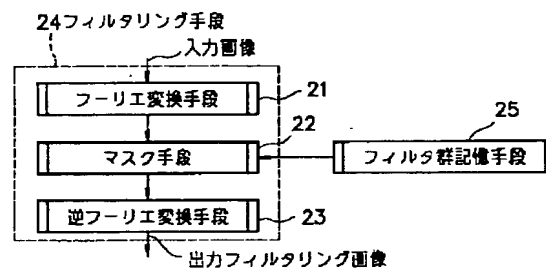 24フィルタリング手段
入力画像
フーリエ変換手段
21
22
25
マスク手段
フィルタ群記憶手段
逆フーリエ変換手段
23
出力フィルタリング画像